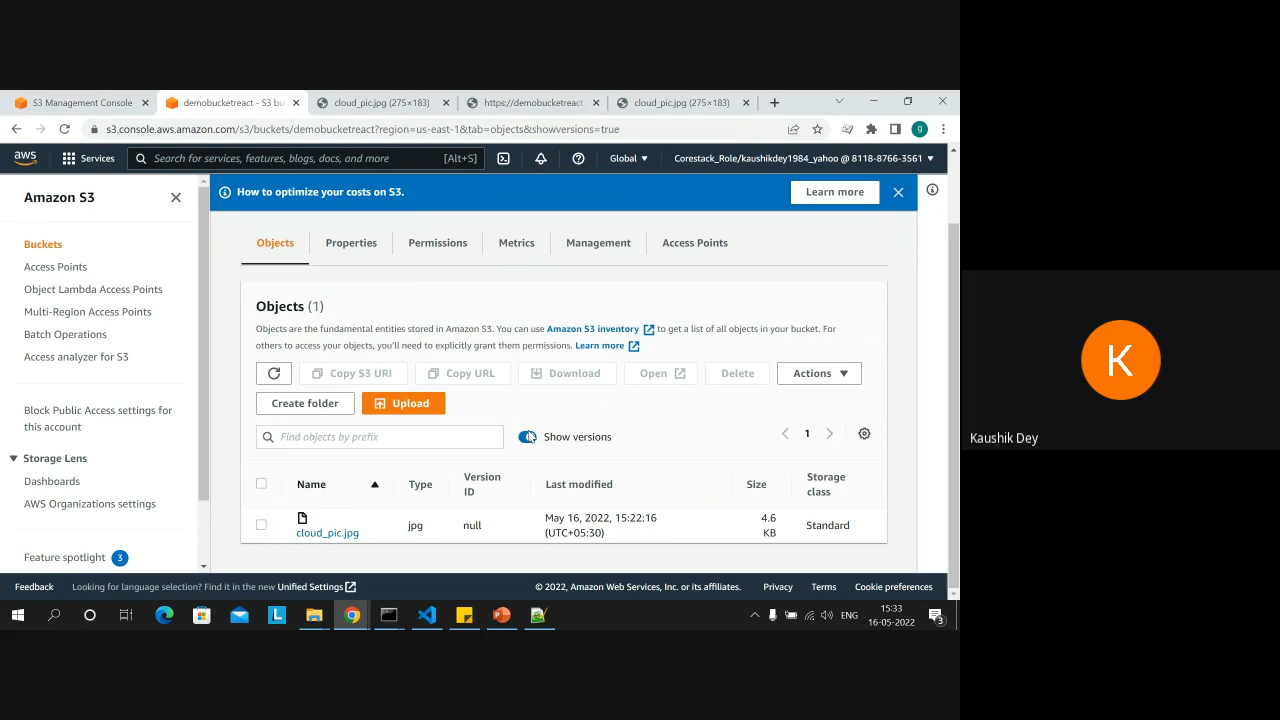 S3 Management Console
demobucketreact - S3 bu
cloud_pic.jpg (275×183)
https://demobucketreact.
cloud_pic.jpg (275×183)
s3.console.aws.amazon.com/s3/buckets/demobucketreact?region=us-east-1&tab=objects&showversions=true
g
aws
Services
Search for services, features, blogs, docs, and more
[Alt+S]
Global
Corestack_Role/kaushikdey1984_yahoo @ 8118-8766-3561
Amazon S3
Buckets
Access Points
Object Lambda Access Points
Multi-Region Access Points
Batch Operations
Access analyzer for S3
Block Public Access settings for
this account
Storage Lens
Dashboards
AWS Organizations settings
Feature spotlight 3
How to optimize your costs on S3.
Learn more
Objects
Properties
Permissions
Metrics
Management
Access Points
Objects (1)
Objects are the fundamental entities stored in Amazon S3. You can use Amazon S3 inventory to get a list of all objects in your bucket. For
others to access your objects, you'll need to explicitly grant them permissions. Learn more
Copy S3 URI
Copy URL
Download
Open
Delete
Actions
Create folder
Upload
Find objects by prefix
Show versions
1
Name
Type
Version
ID
Last modified
Size
Storage
class
cloud_pic.jpg
jpg
null
May 16, 2022, 15:22:16
(UTC+05:30)
4.6
KB
Standard
Feedback
Looking for language selection? Find it in the new Unified Settings
© 2022, Amazon Web Services, Inc. or its affiliates.
Privacy
Terms
Cookie preferences
L
ENG
15:33
16-05-2022
3
K
Kaushik Dey